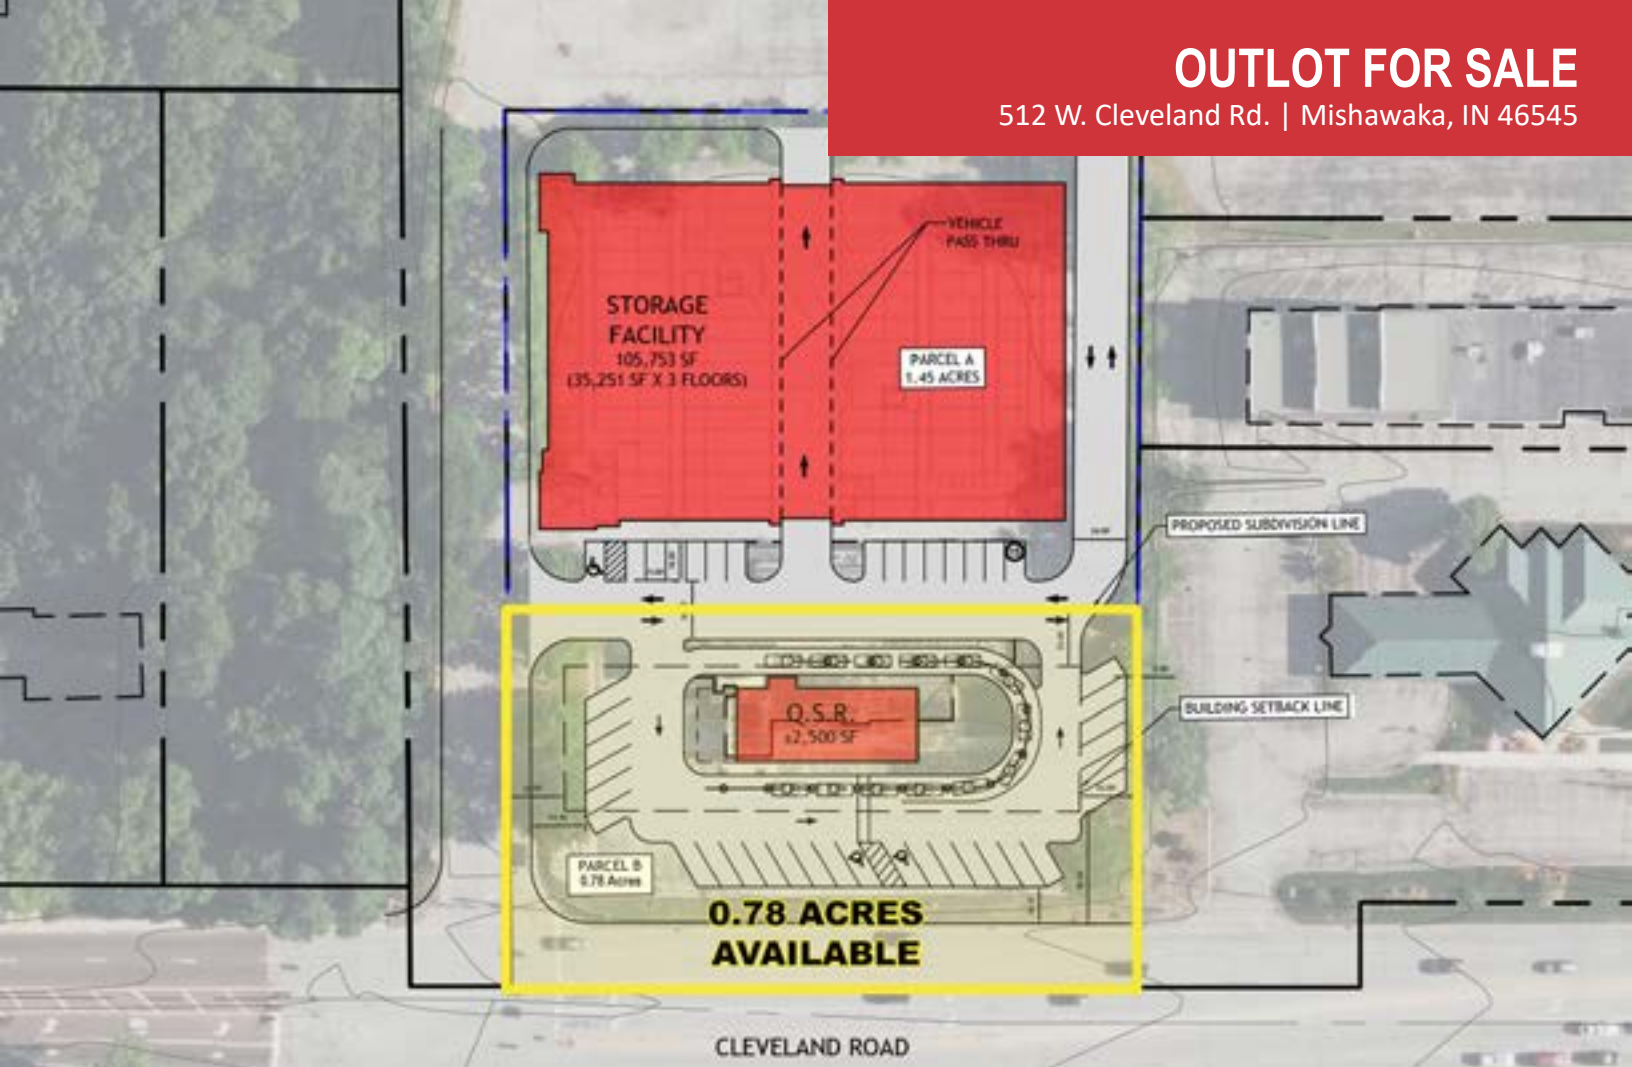 OUTLOT FOR SALE
512 W. Cleveland Rd. | Mishawaka, IN 46545
VEHICLE
PASS THRU
STORAGE
FACILITY
105,753 SF
(35,251 SF X 3 FLOORS)
PARCEL A
1.45 ACRES
PROPOSED SUBDIVISION LINE
BUILDING SETBACK LINE
Q.S.R.
±2,500 SF
PARCEL B
0.78 Acres
0.78 ACRES
AVAILABLE
CLEVELAND ROAD